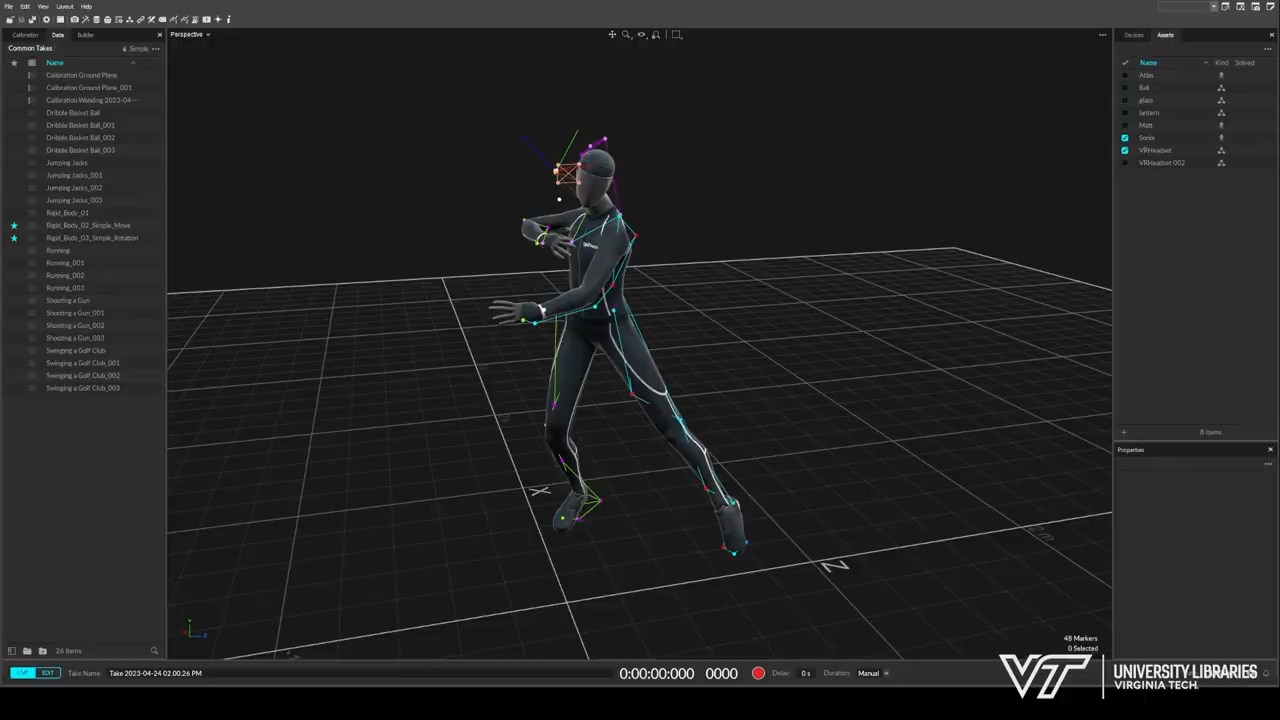 File Edit View Layout Help
Calibration Data Builder
Common Takes Simple
Name
Calibration Ground Plane
Calibration Ground Plane_001
Calibration Wanding 2023-04-
Dribble Basket Ball
Dribble Basket Ball_001
Dribble Basket Ball_002
Dribble Basket Ball_003
Jumping Jacks
Jumping Jacks_001
Jumping Jacks_002
Jumping Jacks_003
Rigid_Body_01
Rigid_Body_02_Simple_Move
Rigid_Body_03_Simple_Rotation
Running
Running_001
Running_002
Running_003
Shooting a Gun
Shooting a Gun_001
Shooting a Gun_002
Shooting a Gun_003
Swinging a Golf Club
Swinging a Golf Club_001
Swinging a Golf Club_002
Swinging a Golf Club_003
26 items
Perspective
X
Z
2 m
Y
Z
48 Markers
0 Selected
Devices Assets
Name Kind Solved
Atlas
Ball
glass
lantern
Matt
Sonia
VRHeadset
VRHeadset 002
8 items
Properties
LIVE EDIT Take Name: Take 2023-04-24 02.00.26 PM 0:00:00:000 0000 Delay: 0 s Duration: Manual
VT UNIVERSITY LIBRARIES
VIRGINIA TECH.